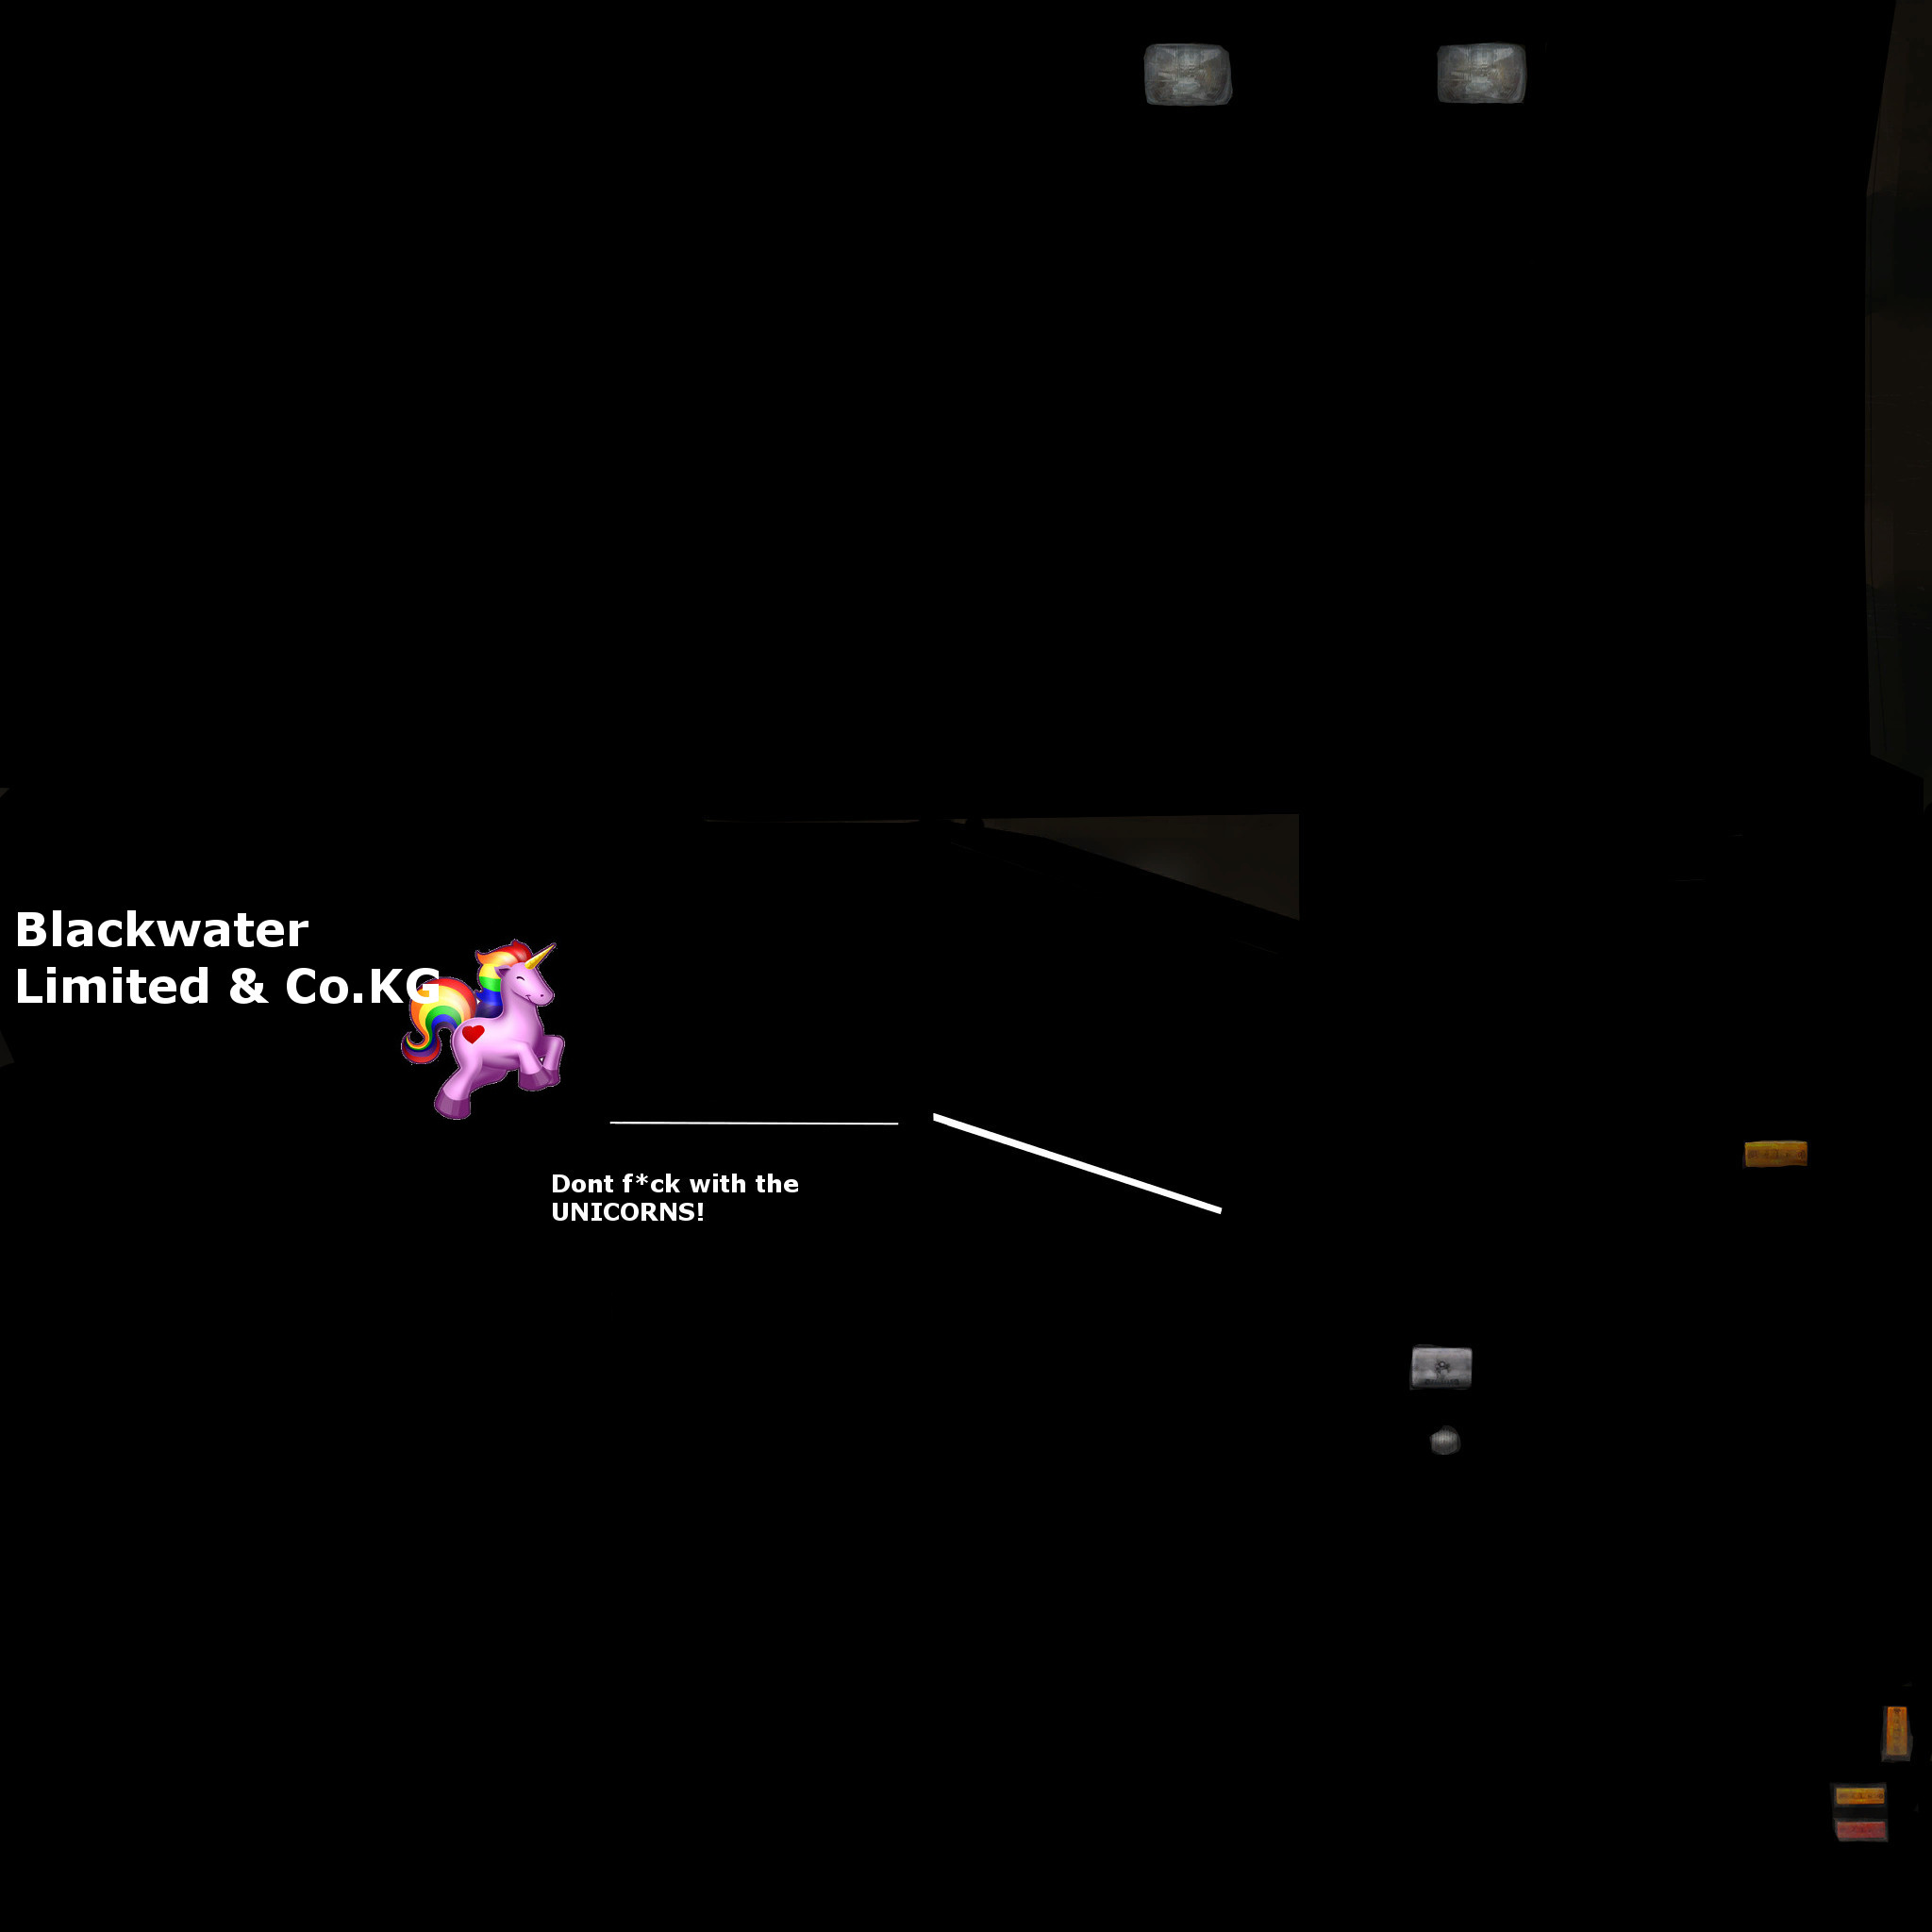 Blackwater
Limited & Co.KG
Dont f*ck with the
UNICORNS!